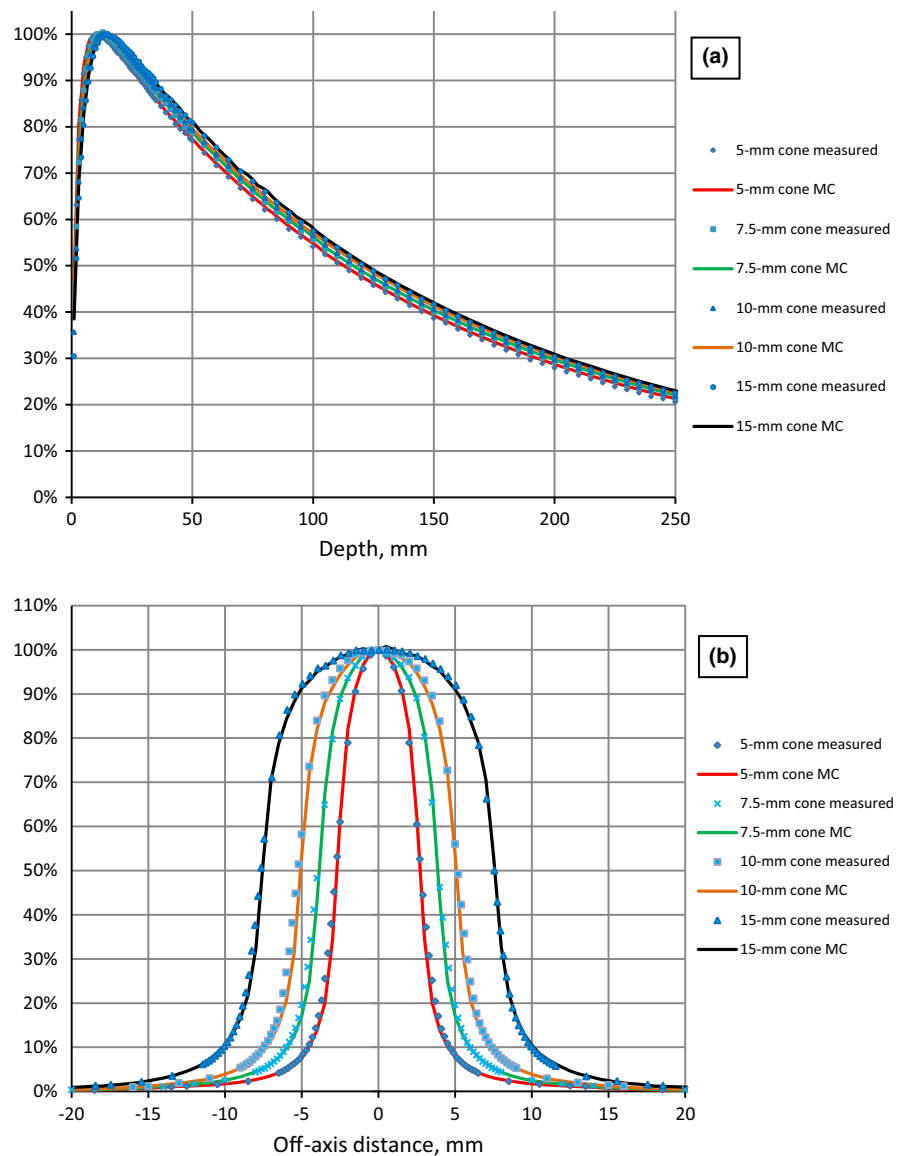 100%
90%
80%
70%
60%
50%
40%
30%
20%
10%
0%
0 50 100 150 200 250
Depth, mm
(a)
5-mm cone measured
5-mm cone MC
7.5-mm cone measured
7.5-mm cone MC
10-mm cone measured
10-mm cone MC
15-mm cone measured
15-mm cone MC
110%
100%
90%
80%
70%
60%
50%
40%
30%
20%
10%
0%
-20 -15 -10 -5 0 5 10 15 20
Off-axis distance, mm
(b)
5-mm cone measured
5-mm cone MC
7.5-mm cone measured
7.5-mm cone MC
10-mm cone measured
10-mm cone MC
15-mm cone measured
15-mm cone MC